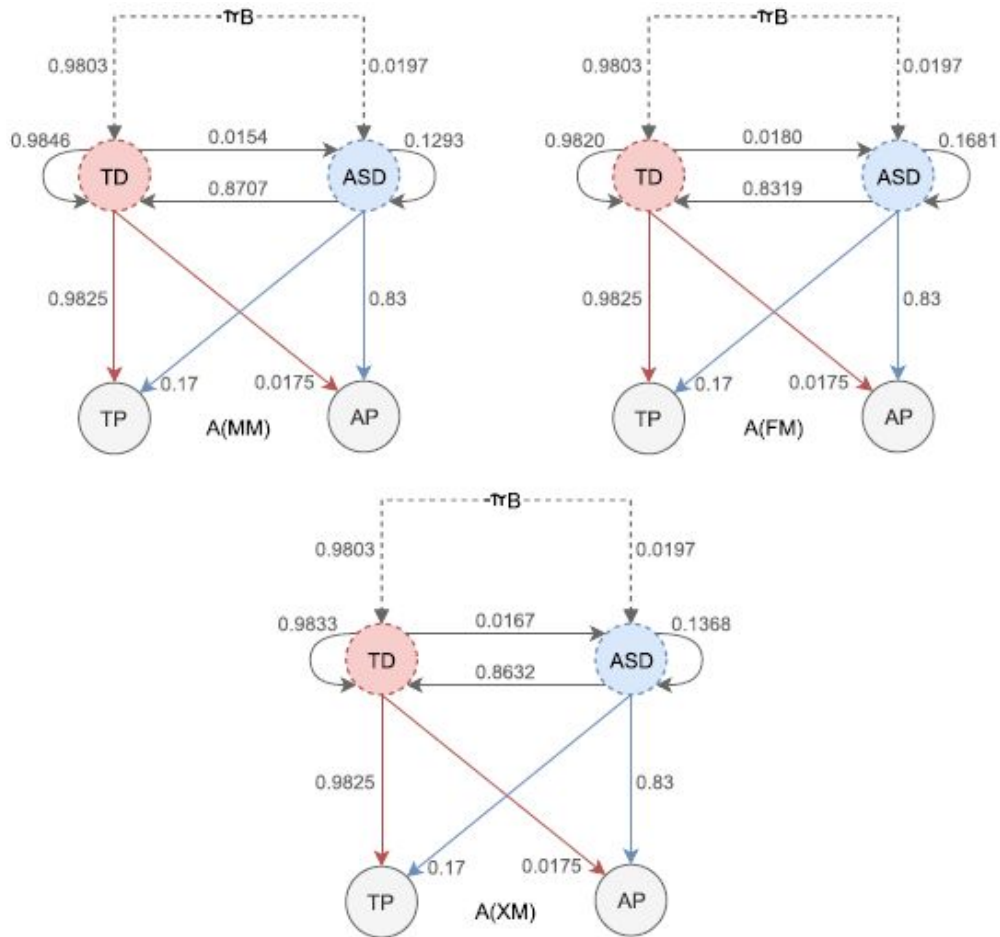 πB
0.9803 0.0197
0.9846 0.0154 0.1293
TD ASD
0.8707
0.9825 0.83
0.17 0.0175
TP AP
A(MM)
πB
0.9803 0.0197
0.9820 0.0180 0.1681
TD ASD
0.8319
0.9825 0.83
0.17 0.0175
TP AP
A(FM)
πB
0.9803 0.0197
0.9833 0.0167 0.1368
TD ASD
0.8632
0.9825 0.83
0.17 0.0175
TP AP
A(XM)